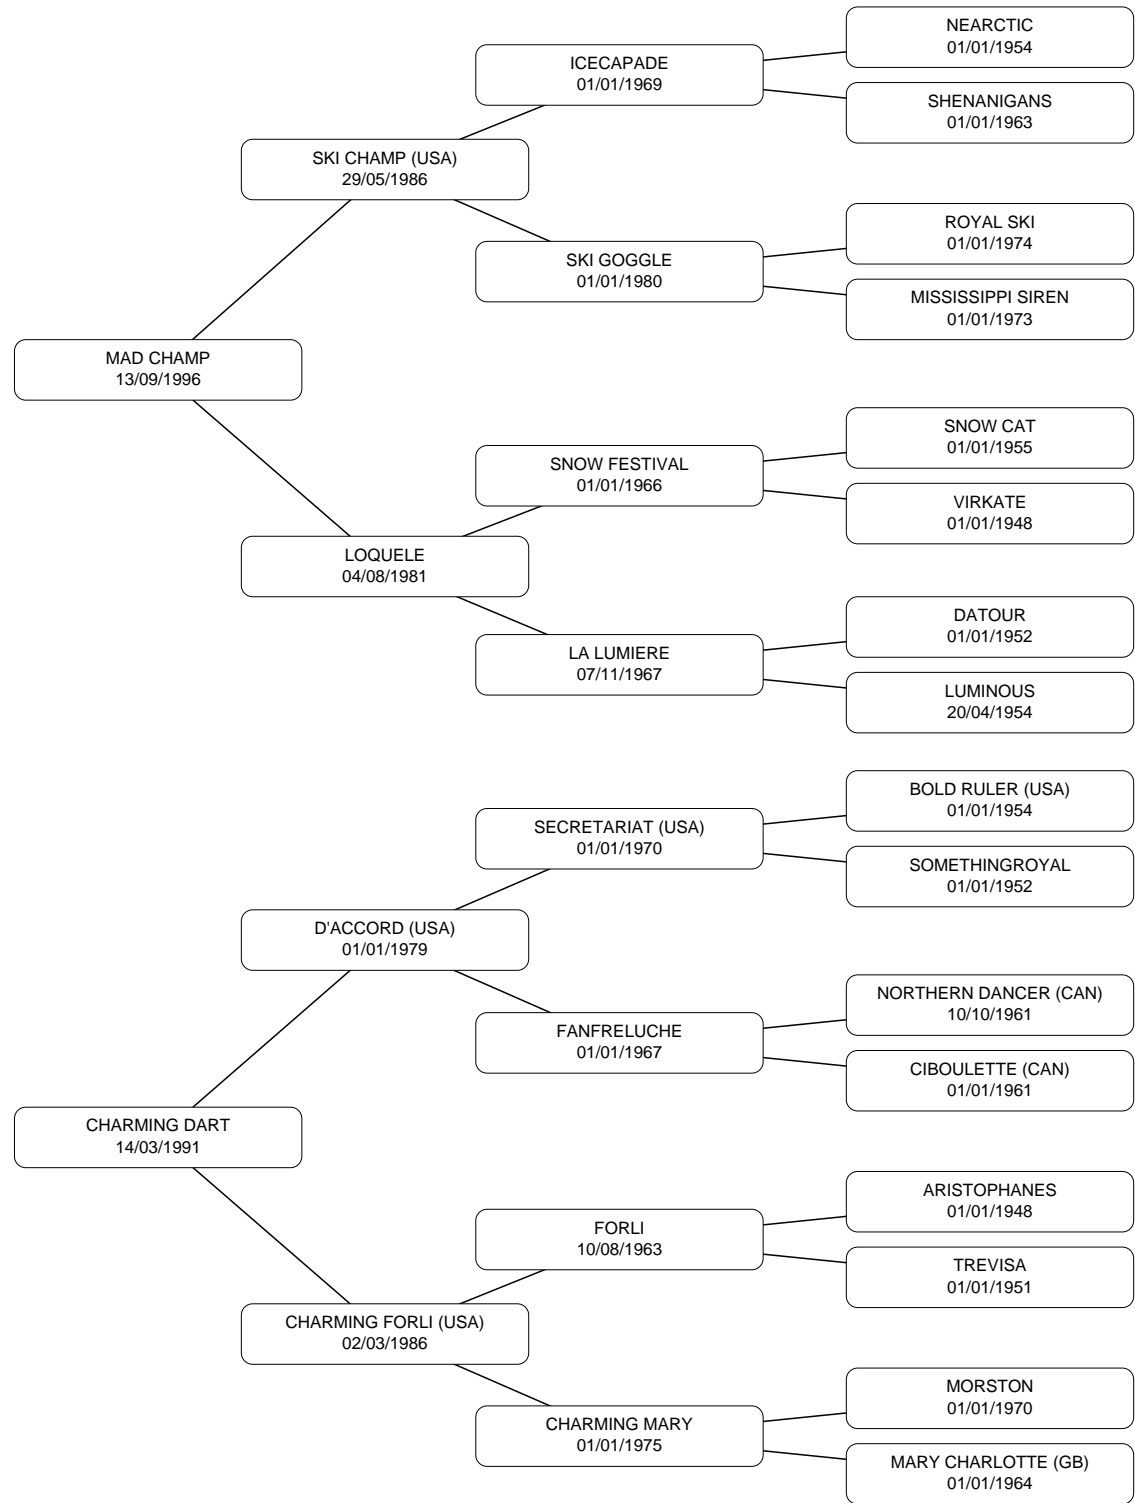 NEARCTIC
01/01/1954
ICECAPADE
01/01/1969
SHENANIGANS
01/01/1963
SKI CHAMP (USA)
29/05/1986
ROYAL SKI
01/01/1974
SKI GOGGLE
01/01/1980
MISSISSIPPI SIREN
01/01/1973
MAD CHAMP
13/09/1996
SNOW CAT
01/01/1955
SNOW FESTIVAL
01/01/1966
VIRKATE
01/01/1948
LOQUELE
04/08/1981
DATOUR
01/01/1952
LA LUMIERE
07/11/1967
LUMINOUS
20/04/1954
BOLD RULER (USA)
01/01/1954
SECRETARIAT (USA)
01/01/1970
SOMETHINGROYAL
01/01/1952
D'ACCORD (USA)
01/01/1979
NORTHERN DANCER (CAN)
10/10/1961
FANFRELUCHE
01/01/1967
CIBOULETTE (CAN)
01/01/1961
CHARMING DART
14/03/1991
ARISTOPHANES
01/01/1948
FORLI
10/08/1963
TREVISA
01/01/1951
CHARMING FORLI (USA)
02/03/1986
MORSTON
01/01/1970
CHARMING MARY
01/01/1975
MARY CHARLOTTE (GB)
01/01/1964